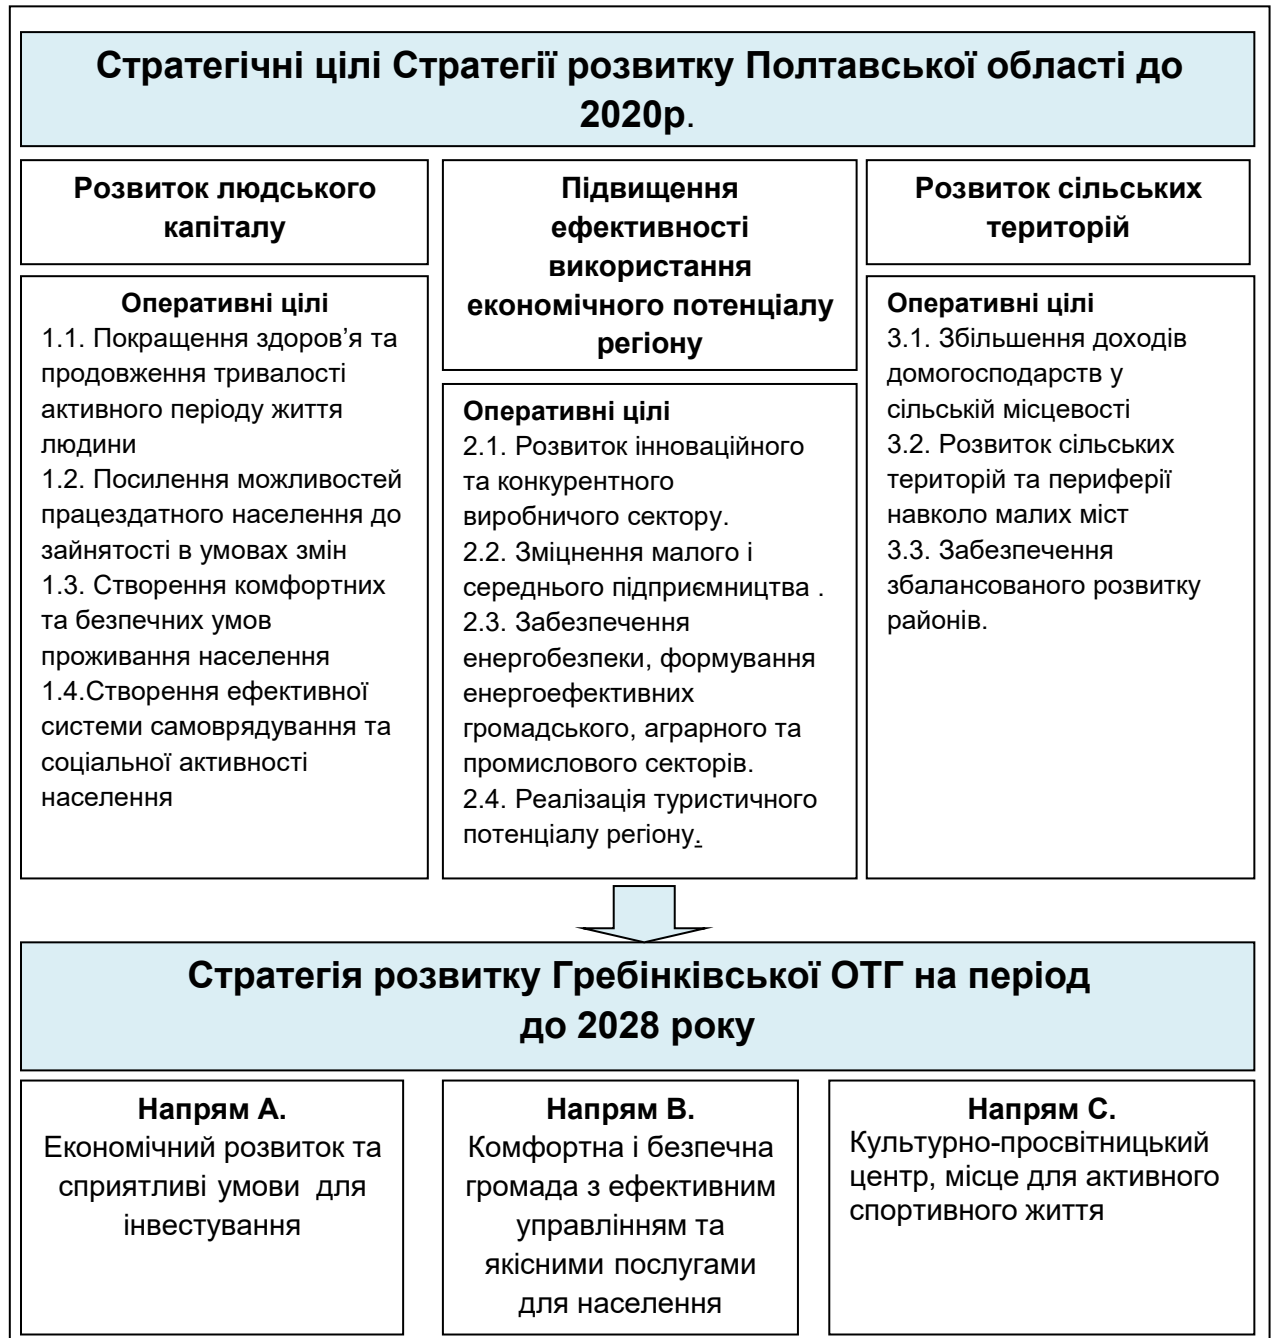 Стратегічні цілі Стратегії розвитку Полтавської області до
2020р.
Розвиток людського
капіталу
Оперативні цілі
1.1. Покращення здоров’я та
продовження тривалості
активного періоду життя
людини
1.2. Посилення можливостей
працездатного населення до
зайнятості в умовах змін
1.3. Створення комфортних
та безпечних умов
проживання населення
1.4.Створення ефективної
системи самоврядування та
соціальної активності
населення
Підвищення
ефективності
використання
економічного потенціалу
регіону
Оперативні цілі
2.1. Розвиток інноваційного
та конкурентного
виробничого сектору.
2.2. Зміцнення малого і
середнього підприємництва .
2.3. Забезпечення
енергобезпеки, формування
енергоефективних
громадського, аграрного та
промислового секторів.
2.4. Реалізація туристичного
потенціалу регіону.
Розвиток сільських
територій
Оперативні цілі
3.1. Збільшення доходів
домогосподарств у
сільській місцевості
3.2. Розвиток сільських
територій та периферії
навколо малих міст
3.3. Забезпечення
збалансованого розвитку
районів.
Стратегія розвитку Гребінківської ОТГ на період
до 2028 року
Напрям А.
Економічний розвиток та
сприятливі умови для
інвестування
Напрям В.
Комфортна і безпечна
громада з ефективним
управлінням та
якісними послугами
для населення
Напрям С.
Культурно-просвітницький
центр, місце для активного
спортивного життя